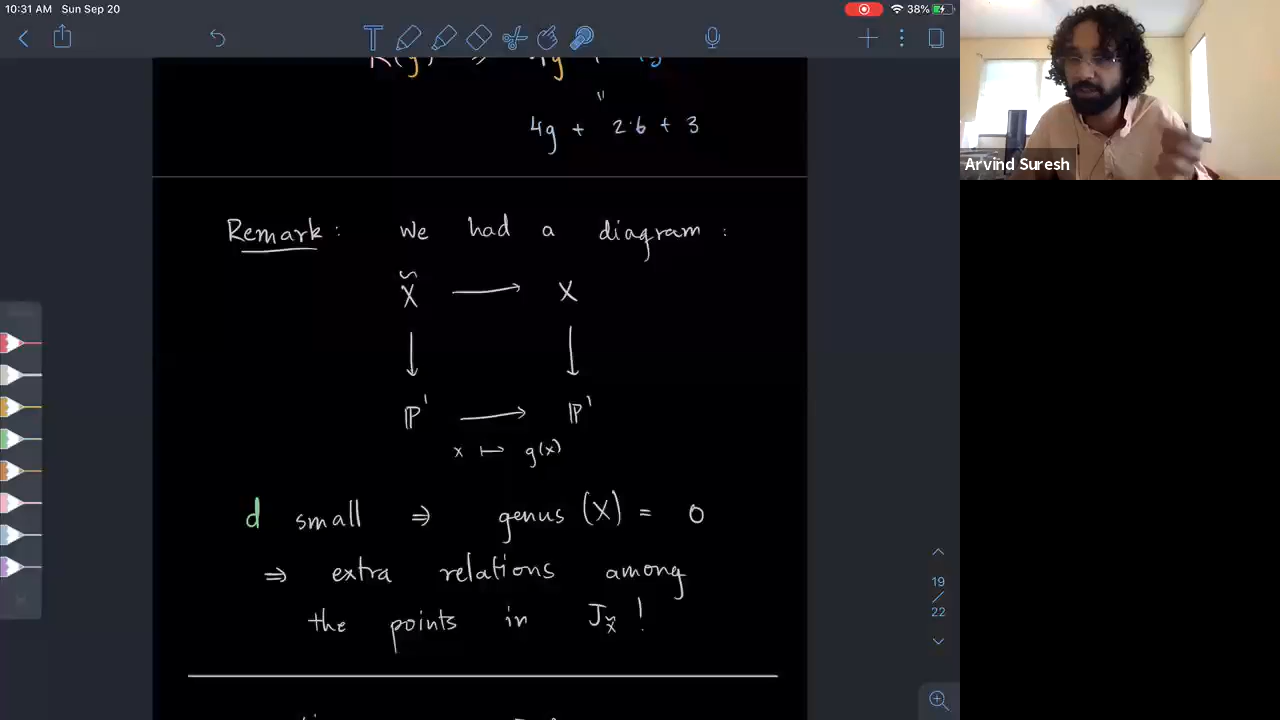 10:31 AM Sun Sep 20
38%
4g + 2·6 + 3
Remark: We had a diagram:
X̃ → X
↓ ↓
ℙ¹ → ℙ¹
x ↦ g(x)
d small ⇒ genus (X) = 0
⇒ extra relations among
the points in J_X̃ !
19
/
22
Arvind Suresh